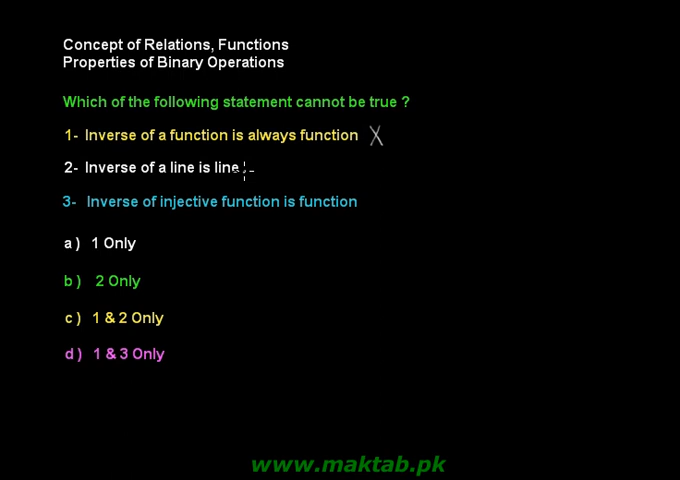 Concept of Relations, Functions
Properties of Binary Operations
Which of the following statement cannot be true ?
1- Inverse of a function is always function X
2- Inverse of a line is line
3- Inverse of injective function is function
a ) 1 Only
b ) 2 Only
c ) 1 & 2 Only
d ) 1 & 3 Only
www.maktab.pk